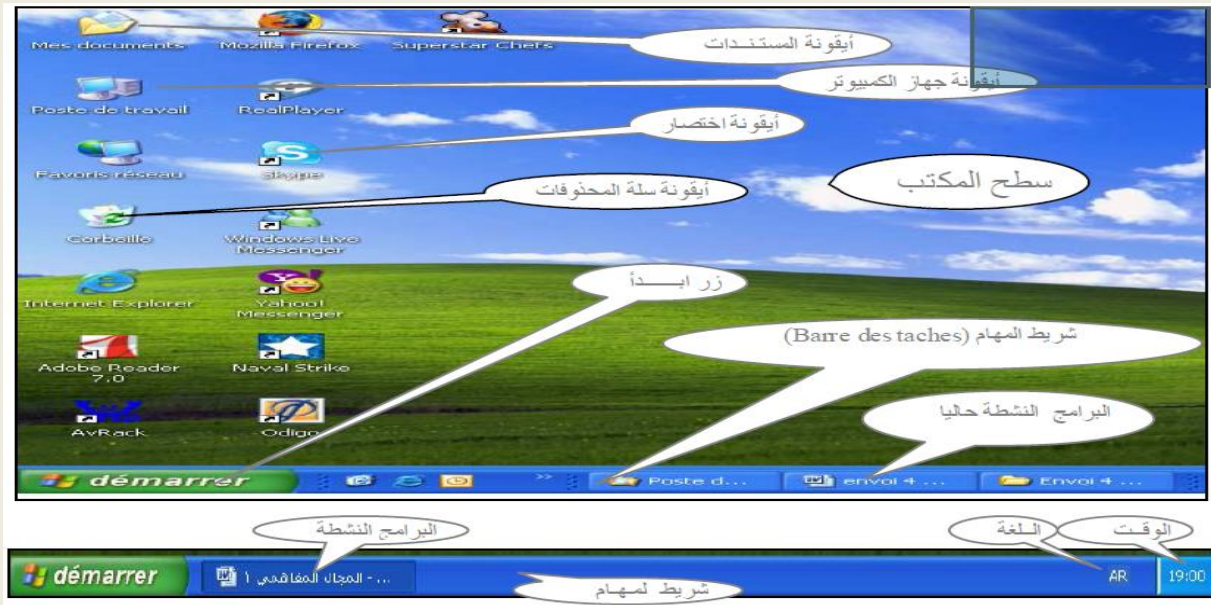 Mes documents
Mozilla Firefox
Superstar Chefs
أيقونة المستندات
أيقونة جهاز الكمبيوتر
Poste de travail
RealPlayer
أيقونة اختصار
Favoris réseau
Skype
سطح المكتب
أيقونة سلة المحذوفات
Corbeille
Windows Live
Messenger
زر ابــــدأ
Internet Explorer
Yahoo!
Messenger
شريط المهام (Barre des taches)
Adobe Reader
7.0
Naval Strike
البرامج النشطة حاليا
AvRack
Odigo
démarrer
Poste d...
envoi 4 ...
Envoi 4 ...
البرامج النشطة
اللغة
الوقت
démarrer
المجال المفاهمي ١ - ...
AR
19:00
شريط لمهام